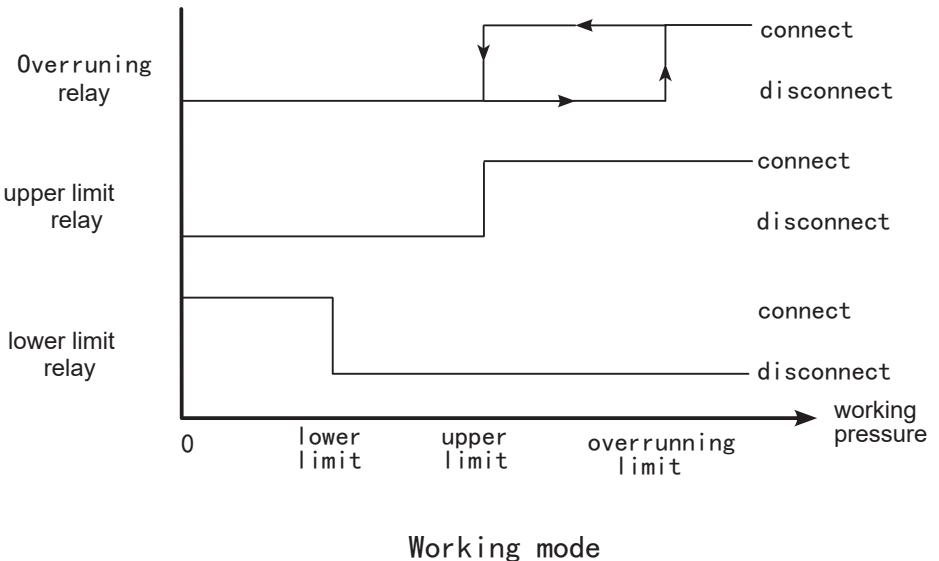 Overruning
relay
connect
disconnect
upper limit
relay
connect
disconnect
lower limit
relay
connect
disconnect
working
pressure
0
lower
limit
upper
limit
overrunning
limit
Working mode